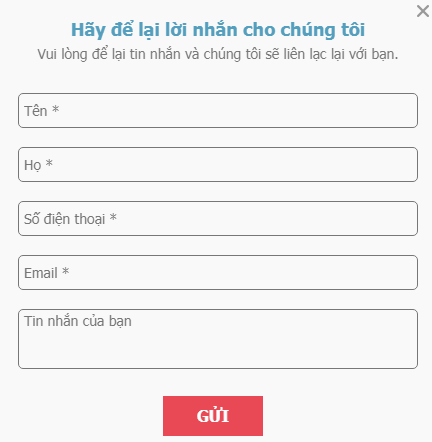 Hãy để lại lời nhắn cho chúng tôi
Vui lòng để lại tin nhắn và chúng tôi sẽ liên lạc lại với bạn.
Tên *
Họ *
Số điện thoại *
Email *
Tin nhắn của bạn
GỬI